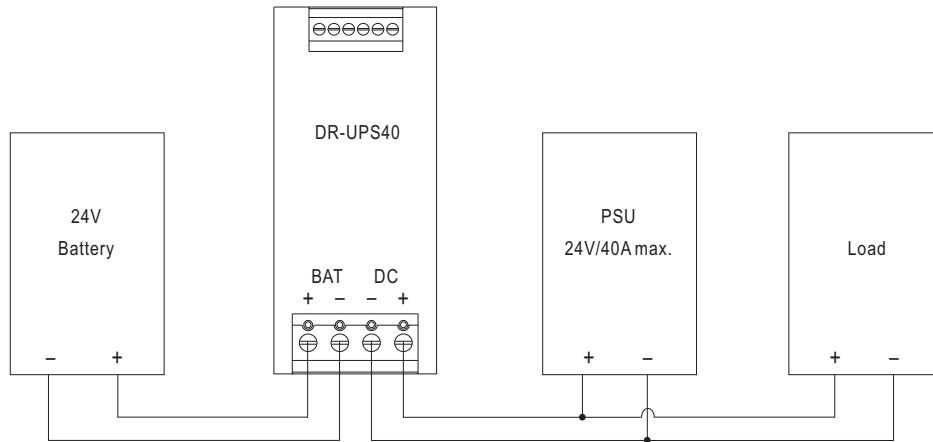 DR-UPS40
24V
Battery
PSU
24V/40A max.
Load
BAT DC
+ − − +
− +
+ −
+ −